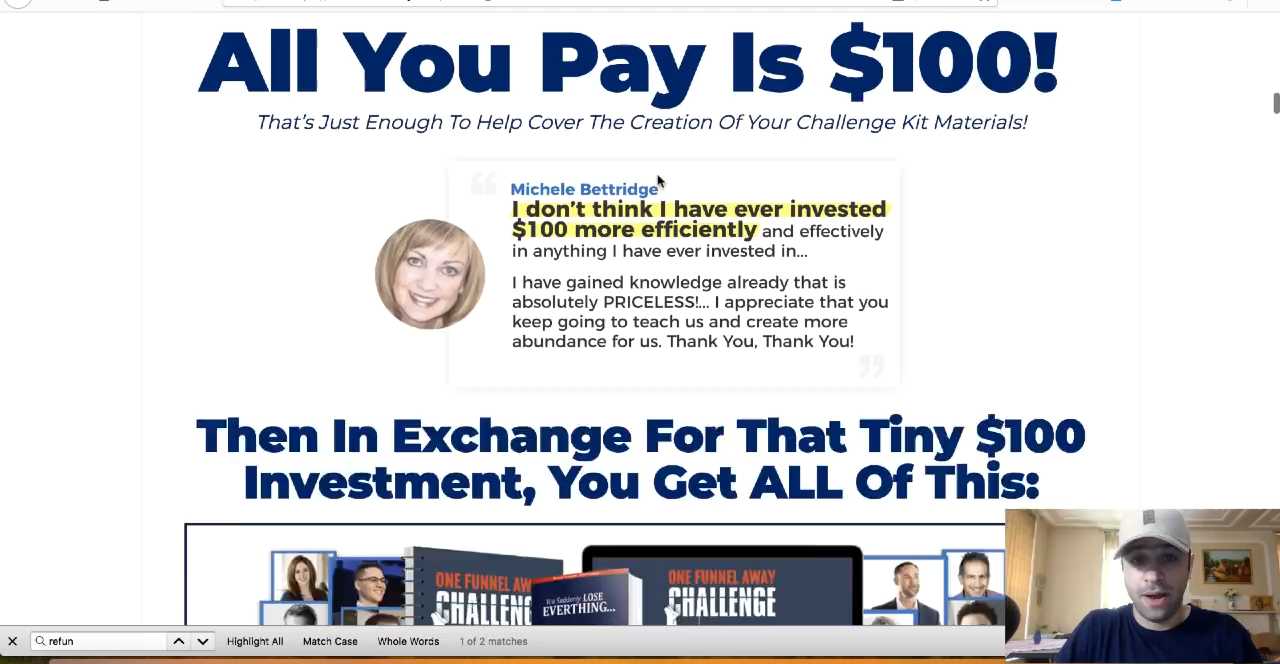 All You Pay Is $100!
That's Just Enough To Help Cover The Creation Of Your Challenge Kit Materials!
Michele Bettridge
I don't think I have ever invested
$100 more efficiently and effectively
in anything I have ever invested in...
I have gained knowledge already that is
absolutely PRICELESS!... I appreciate that you
keep going to teach us and create more
abundance for us. Thank You, Thank You!
Then In Exchange For That Tiny $100
Investment, You Get ALL Of This:
ONE FUNNEL AWAY
CHALLENG
You Suddenly LOSE
EVERYTHING...
ONE FUNNEL AWAY
CHALLENGE
refun
Highlight All
Match Case
Whole Words
1 of 2 matches